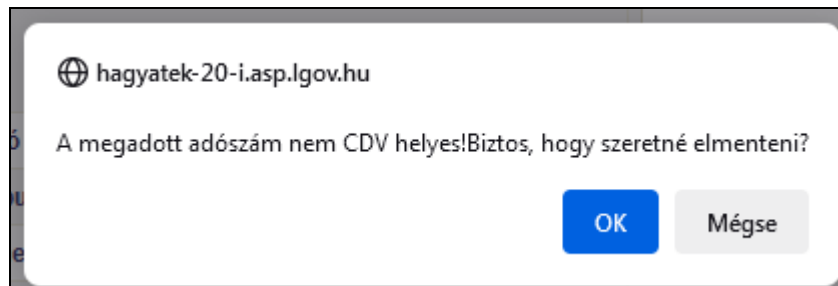 hagyatek-20-i.asp.lgov.hu
A megadott adószám nem CDV helyes!Biztos, hogy szeretné elmenteni?
OK
Mégse